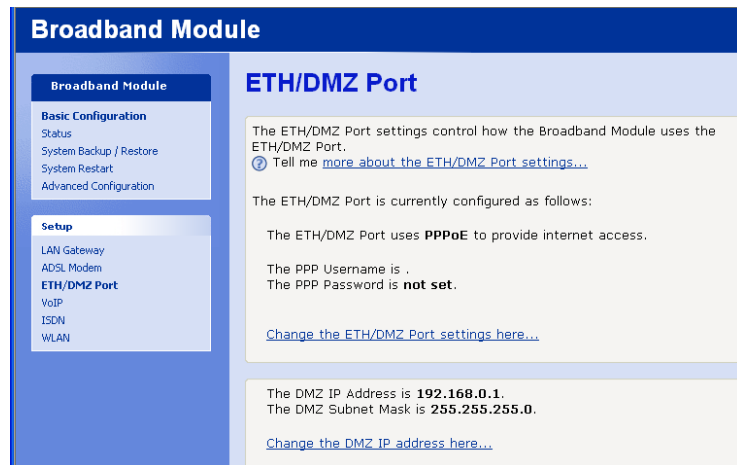 Broadband Module
Broadband Module
Basic Configuration
Status
System Backup / Restore
System Restart
Advanced Configuration
Setup
LAN Gateway
ADSL Modem
ETH/DMZ Port
VoIP
ISDN
WLAN
ETH/DMZ Port
The ETH/DMZ Port settings control how the Broadband Module uses the
ETH/DMZ Port.
? Tell me more about the ETH/DMZ Port settings...
The ETH/DMZ Port is currently configured as follows:
The ETH/DMZ Port uses PPPoE to provide internet access.
The PPP Username is .
The PPP Password is not set.
Change the ETH/DMZ Port settings here...
The DMZ IP Address is 192.168.0.1.
The DMZ Subnet Mask is 255.255.255.0.
Change the DMZ IP address here...